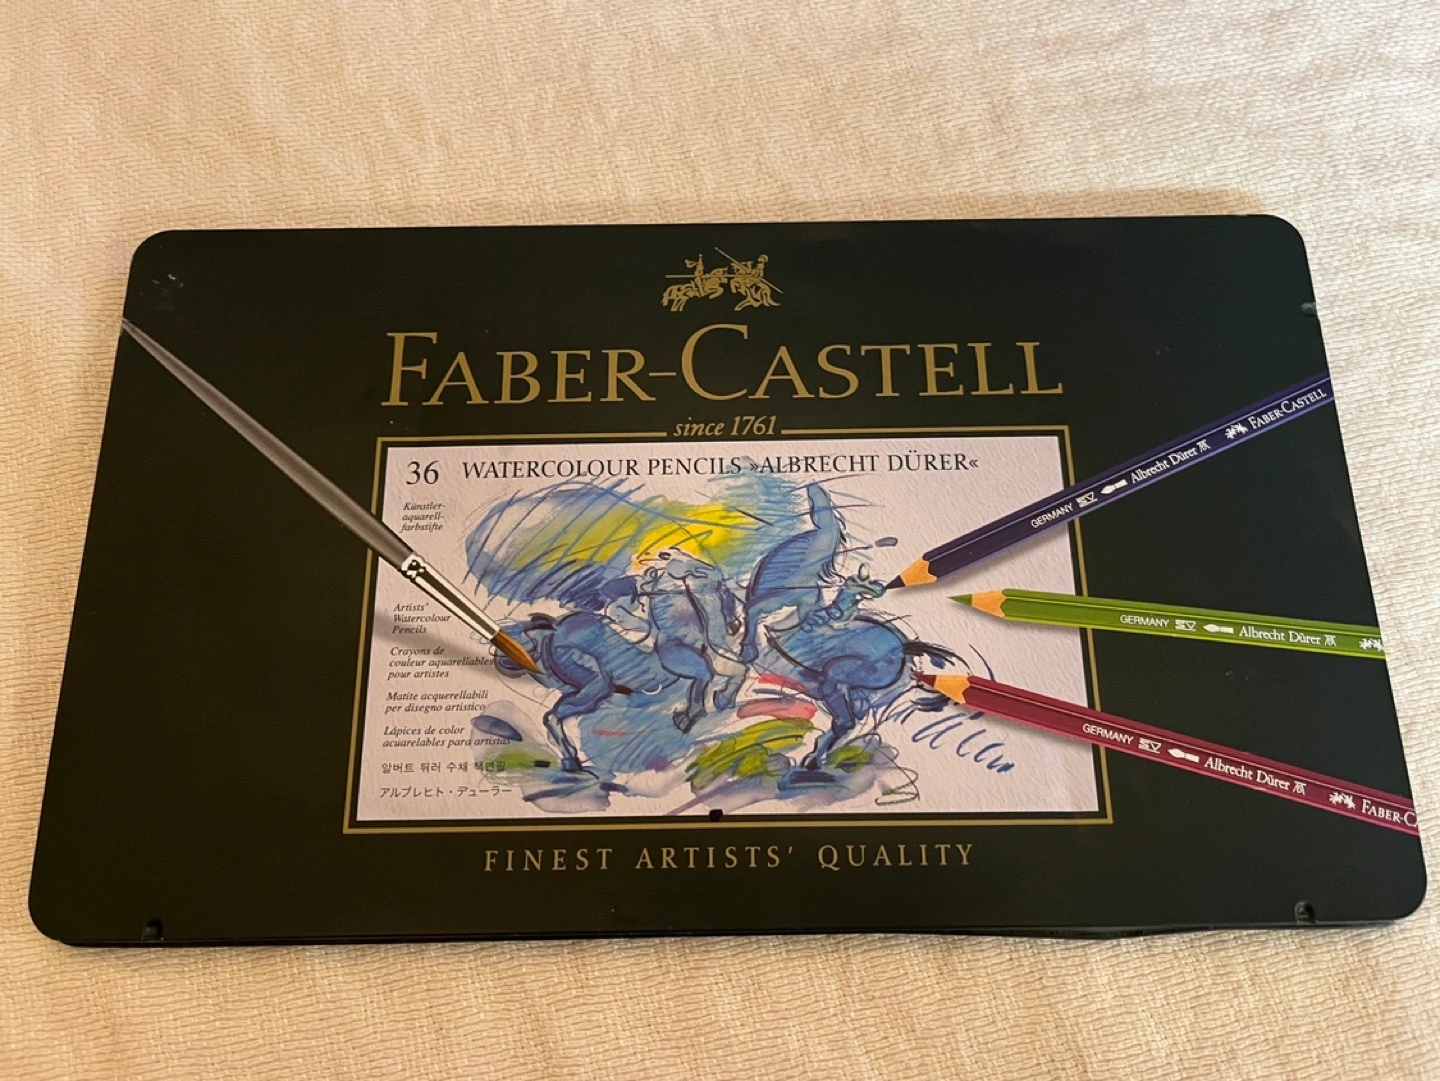 FABER-CASTELL
since 1761
36 WATERCOLOUR PENCILS »ALBRECHT DÜRER«
Künstler-
aquarell-
farbstifte
Artists'
Watercolour
Pencils
Crayons de
couleur aquarellables
pour artistes
Matite acquerellabili
per disegno artistico
Lápices de color
acuarelables para artistas
알버트 뒤러 수채 색연필
アルブレヒト・デューラー
GERMANY Albrecht Dürer FABER-CASTELL
GERMANY Albrecht Dürer
GERMANY Albrecht Dürer FABER-C
FINEST ARTISTS' QUALITY